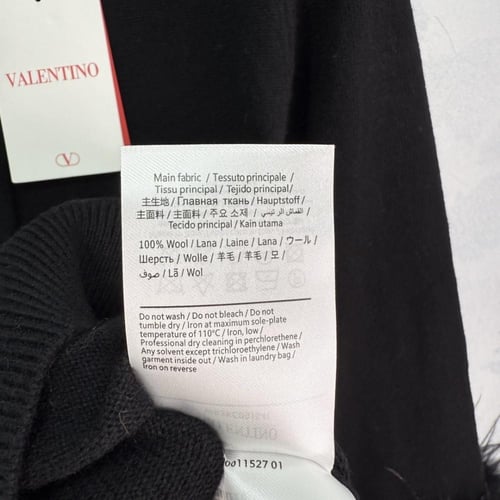 VALENTINO
V
Main fabric / Tessuto principale /
Tissu principal / Tejido principal /
主生地 / Главная ткань / Hauptstoff /
主面料 / 主面料 / 주요 소재 / القماش الرئيسي /
Tecido principal / Kain utama
100% Wool / Lana / Laine / Lana / ウール /
Шерсть / Wolle / 羊毛 / 羊毛 / 모 /
صوف / Lã / Wol
Do not wash / Do not bleach / Do not
tumble dry / Iron at maximum sole-plate
temperature of 110°C / Iron, low /
Professional dry cleaning in perchlorethene /
Any solvent except trichloroethylene / Wash
garment inside out / Wash in laundry bag /
Iron on reverse
11527 01